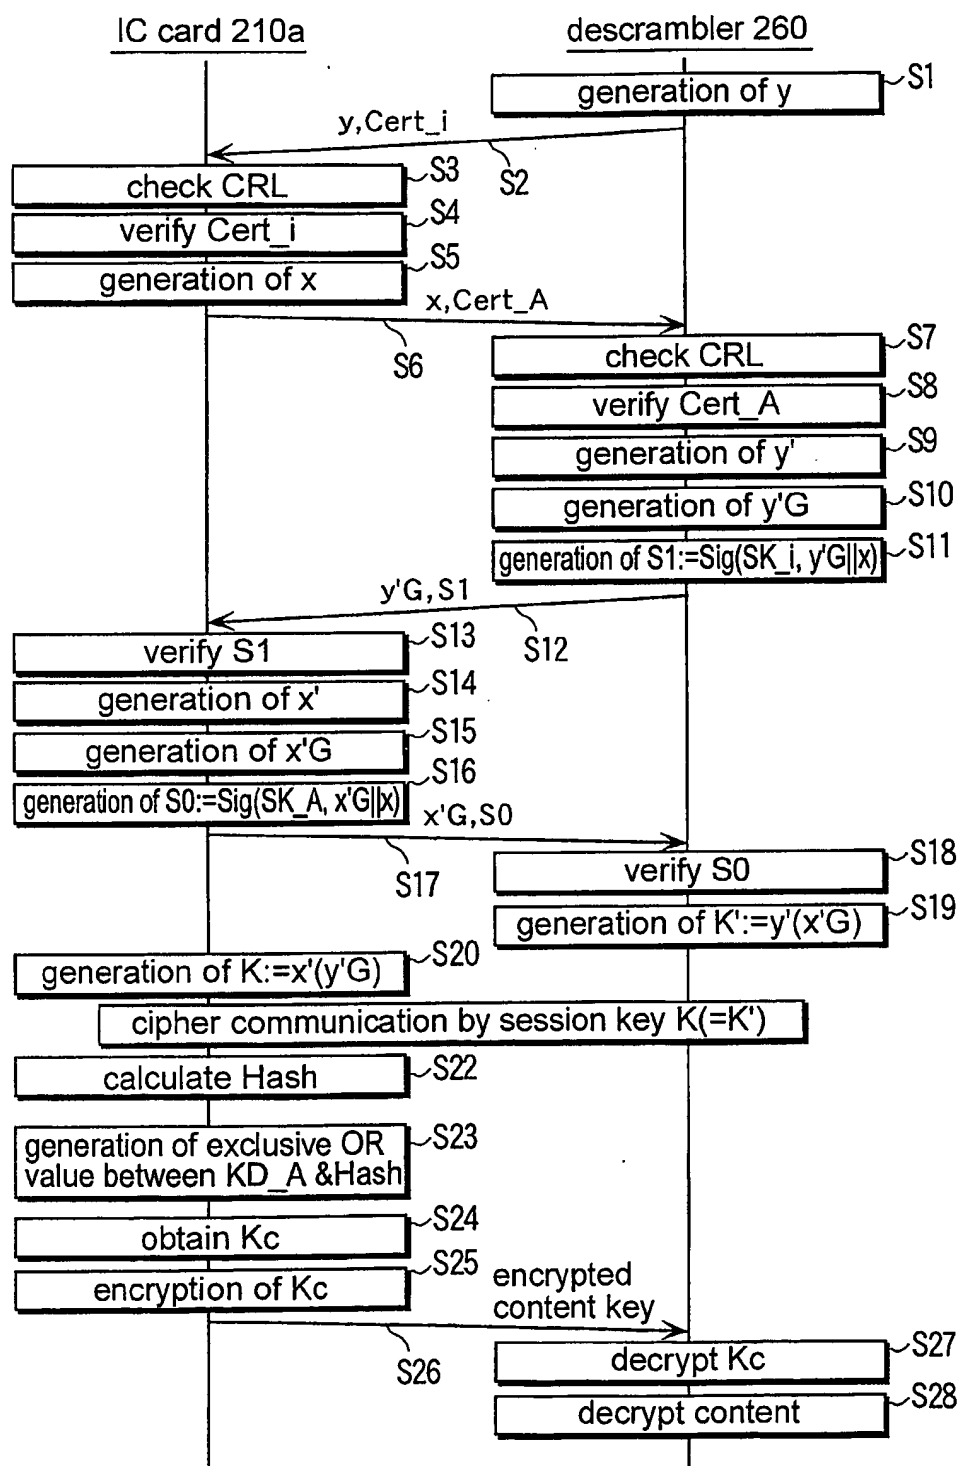 IC card 210a
descrambler 260
generation of y
S1
y,Cert_i
S2
check CRL
S3
verify Cert_i
S4
generation of x
S5
x,Cert_A
S6
check CRL
S7
verify Cert_A
S8
generation of y'
S9
generation of y'G
S10
generation of S1:=Sig(SK_i, y'G||x)
S11
y'G,S1
S12
verify S1
S13
generation of x'
S14
generation of x'G
S15
generation of S0:=Sig(SK_A, x'G||x)
S16
x'G,S0
S17
verify S0
S18
generation of K':=y'(x'G)
S19
generation of K:=x'(y'G)
S20
cipher communication by session key K(=K')
calculate Hash
S22
generation of exclusive OR
value between KD_A &Hash
S23
obtain Kc
S24
encryption of Kc
S25
encrypted
content key
S26
decrypt Kc
S27
decrypt content
S28